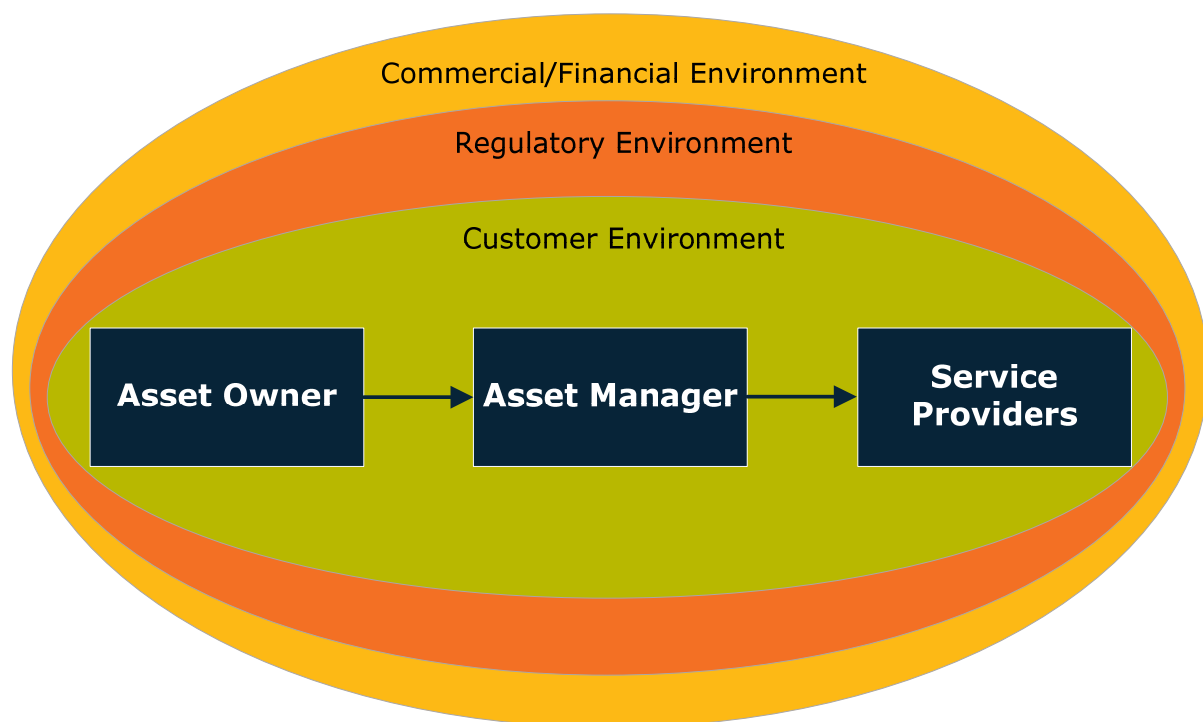 Commercial/Financial Environment
Regulatory Environment
Customer Environment
Asset Owner
Asset Manager
Service
Providers